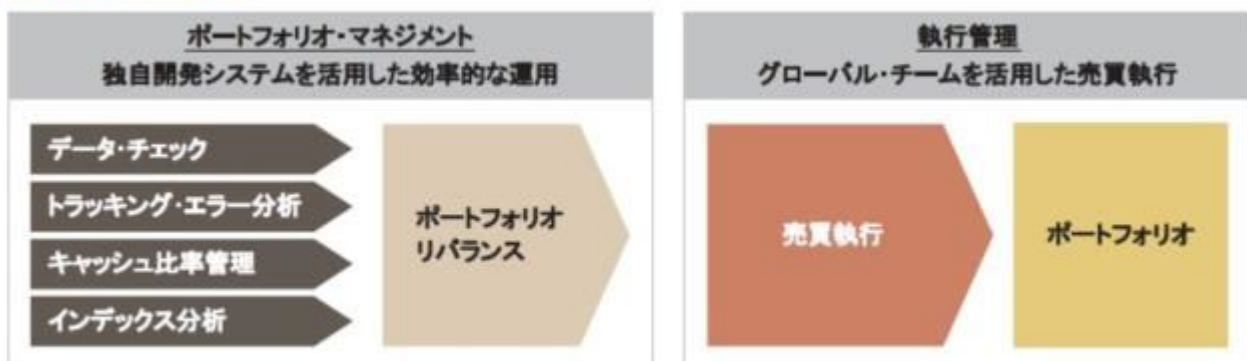 ポートフォリオ・マネジメント
独自開発システムを活用した効率的な運用
データ・チェック
トラッキング・エラー分析
キャッシュ比率管理
インデックス分析
ポートフォリオ
リバランス
執行管理
グローバル・チームを活用した売買執行
売買執行
ポートフォリオ